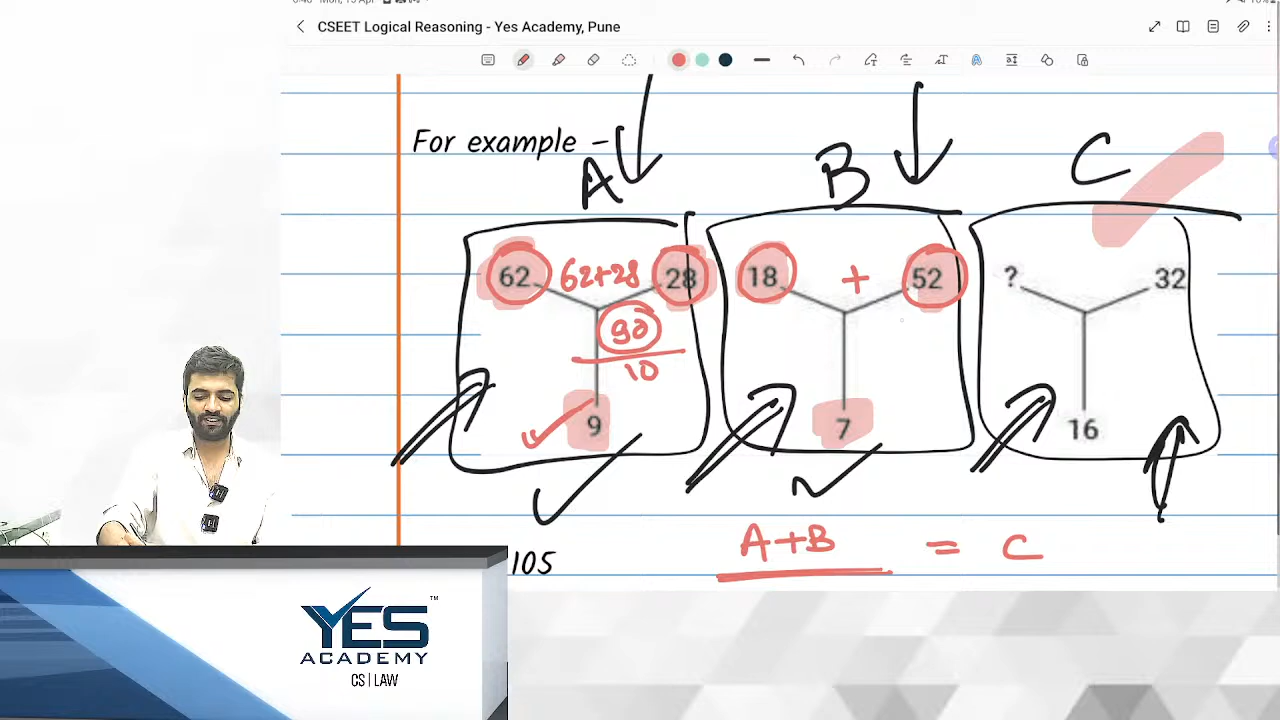 CSEET Logical Reasoning - Yes Academy, Pune
For example -
A B C
62 62+28 28 18 + 52 ? 32
90
10
9 7 16
A+B = C
105
YES™
ACADEMY
CS | LAW